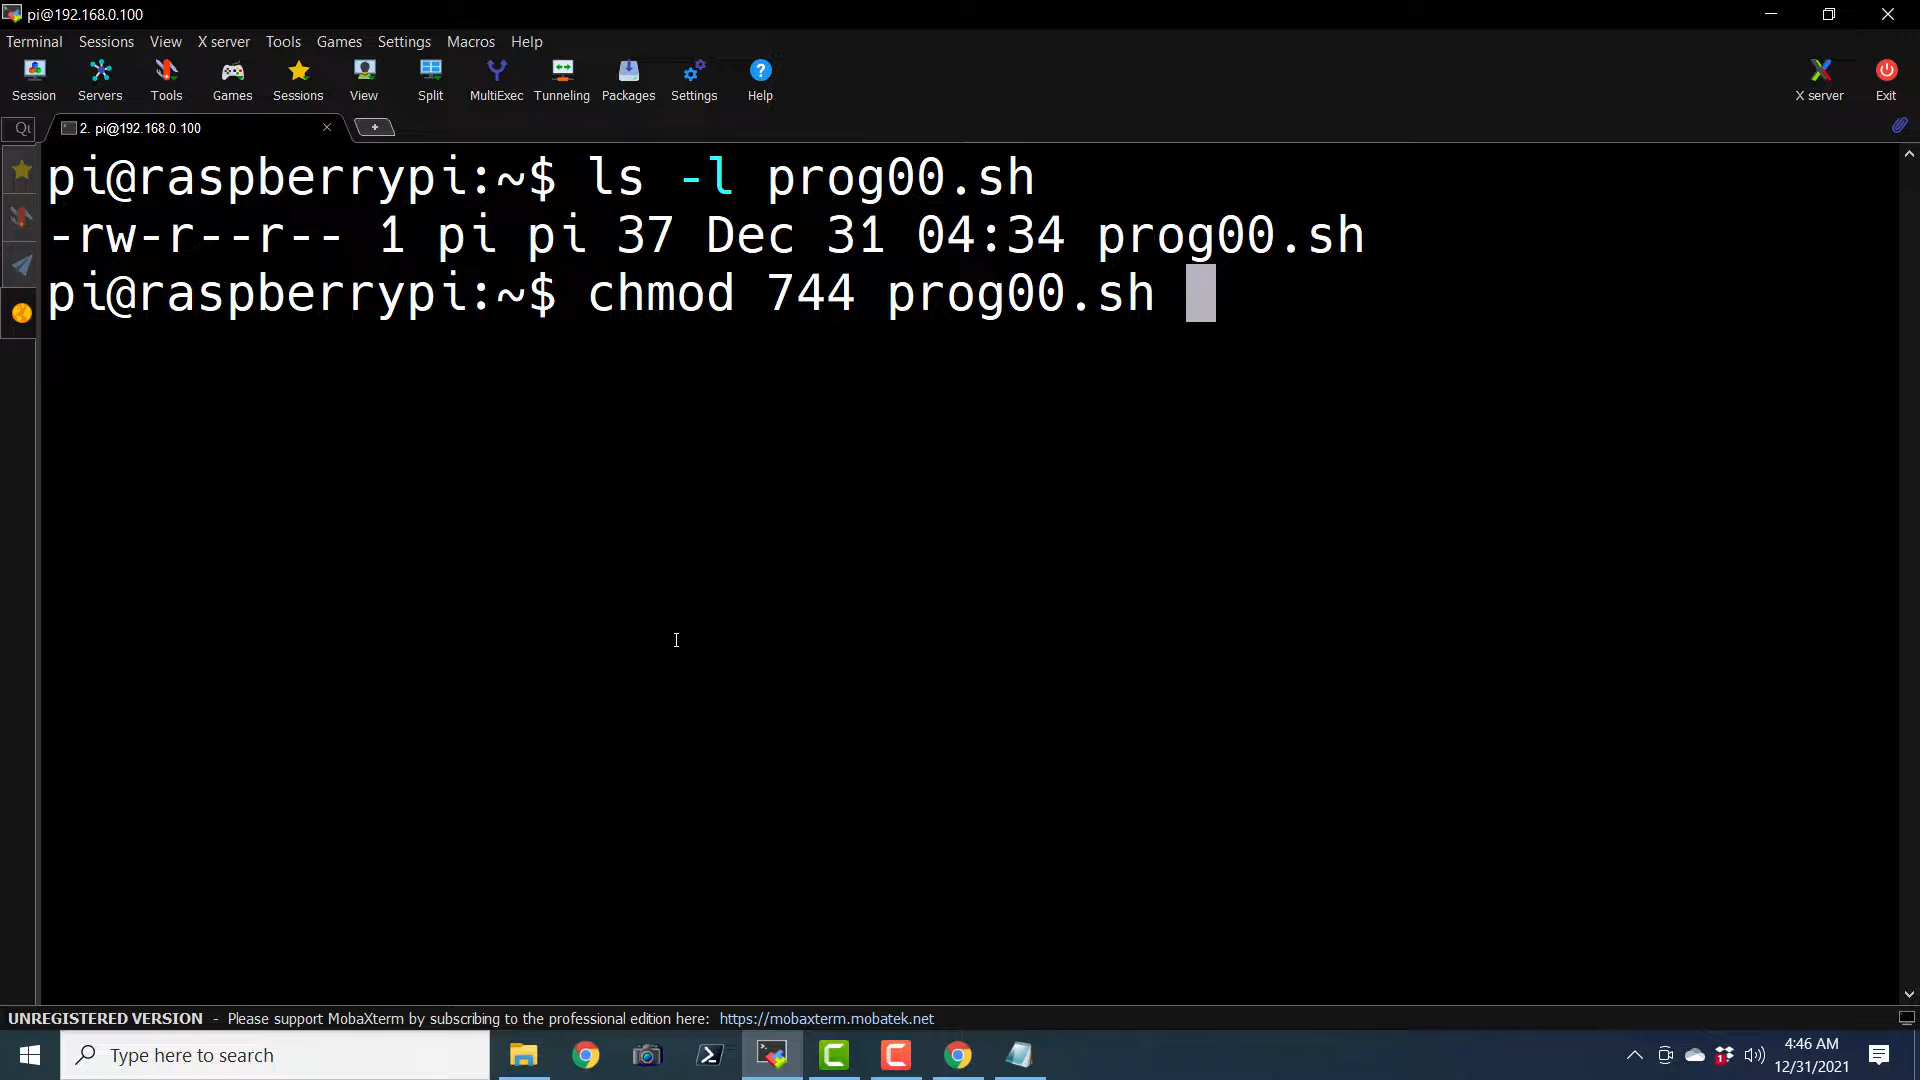 pi@192.168.0.100
Terminal Sessions View X server Tools Games Settings Macros Help
Session Servers Tools Games Sessions View Split MultiExec Tunneling Packages Settings Help X server Exit
Qu 2. pi@192.168.0.100
pi@raspberrypi:~$ ls -l prog00.sh
-rw-r--r-- 1 pi pi 37 Dec 31 04:34 prog00.sh
pi@raspberrypi:~$ chmod 744 prog00.sh
UNREGISTERED VERSION - Please support MobaXterm by subscribing to the professional edition here: https://mobaxterm.mobatek.net
Type here to search
1
4:46 AM
12/31/2021